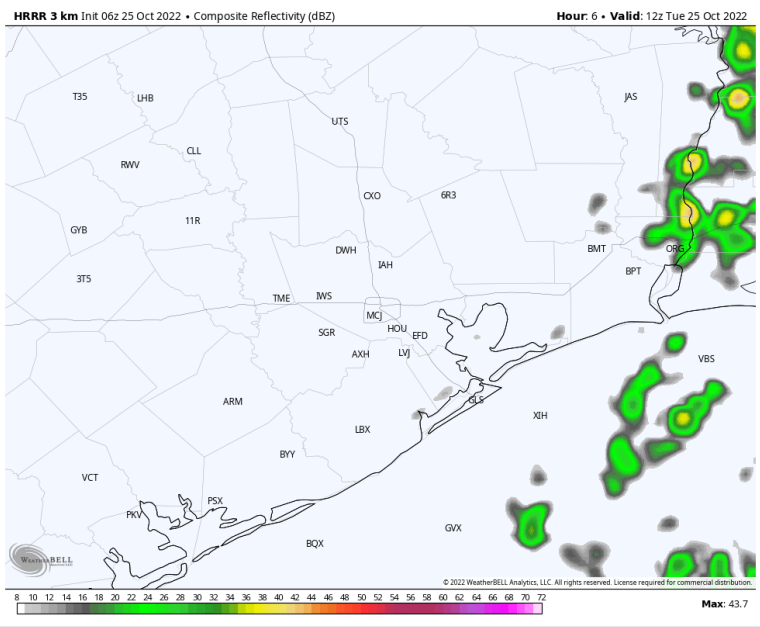 HRRR 3 km Init 06z 25 Oct 2022 • Composite Reflectivity (dBZ) Hour: 6 • Valid: 12z Tue 25 Oct 2022
T35 LHB JAS
UTS
CLL
RWV
CXO 6R3
11R
GYB
DWH BMT ORG
IAH
3T5 BPT
TME IWS
MCJ
SGR HOU EFD
AXH LVJ VBS
ARM GLS
XIH
LBX
BYY
VCT
PSX
PKV
GVX
BQX
WEATHERBELL
© 2022 WeatherBELL Analytics, LLC. All rights reserved. License required for commercial distribution.
8 10 12 14 16 18 20 22 24 26 28 30 32 34 36 38 40 42 44 46 48 50 52 54 56 58 60 62 64 66 68 70 72 Max: 43.7